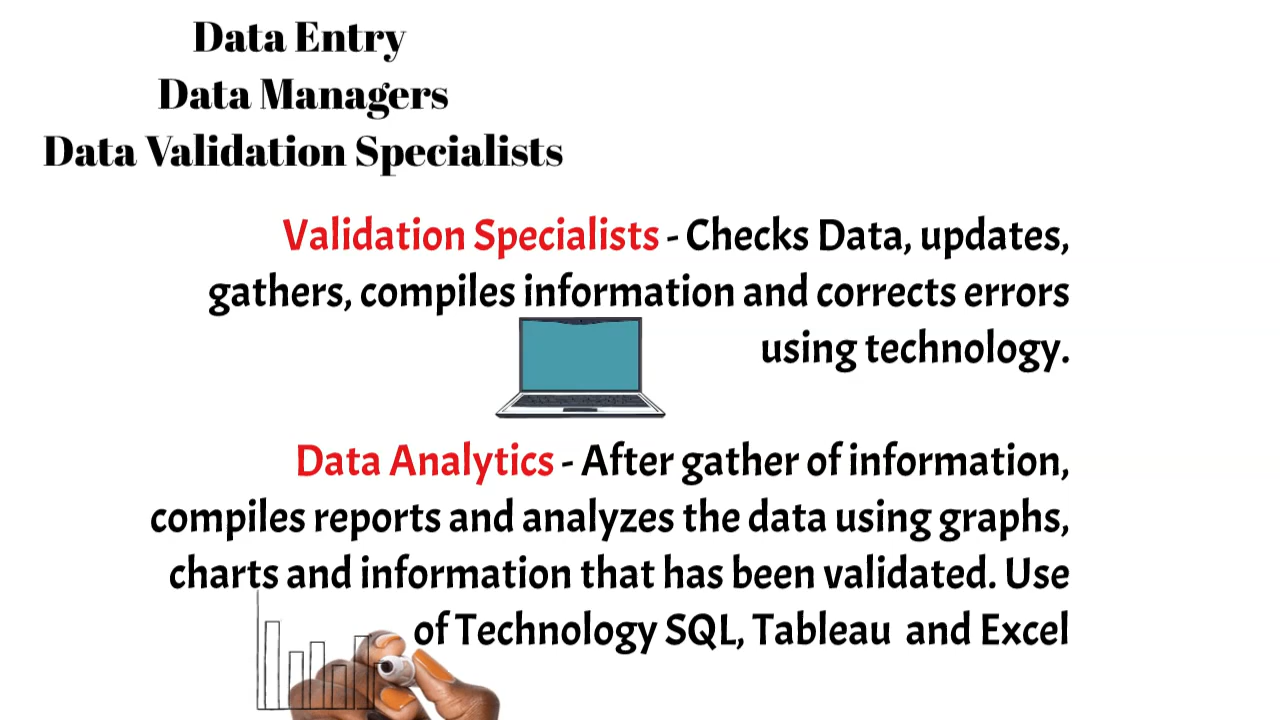 Data Entry
Data Managers
Data Validation Specialists
Validation Specialists - Checks Data, updates,
gathers, compiles information and corrects errors
using technology.
Data Analytics - After gather of information,
compiles reports and analyzes the data using graphs,
charts and information that has been validated. Use
of Technology SQL, Tableau and Excel